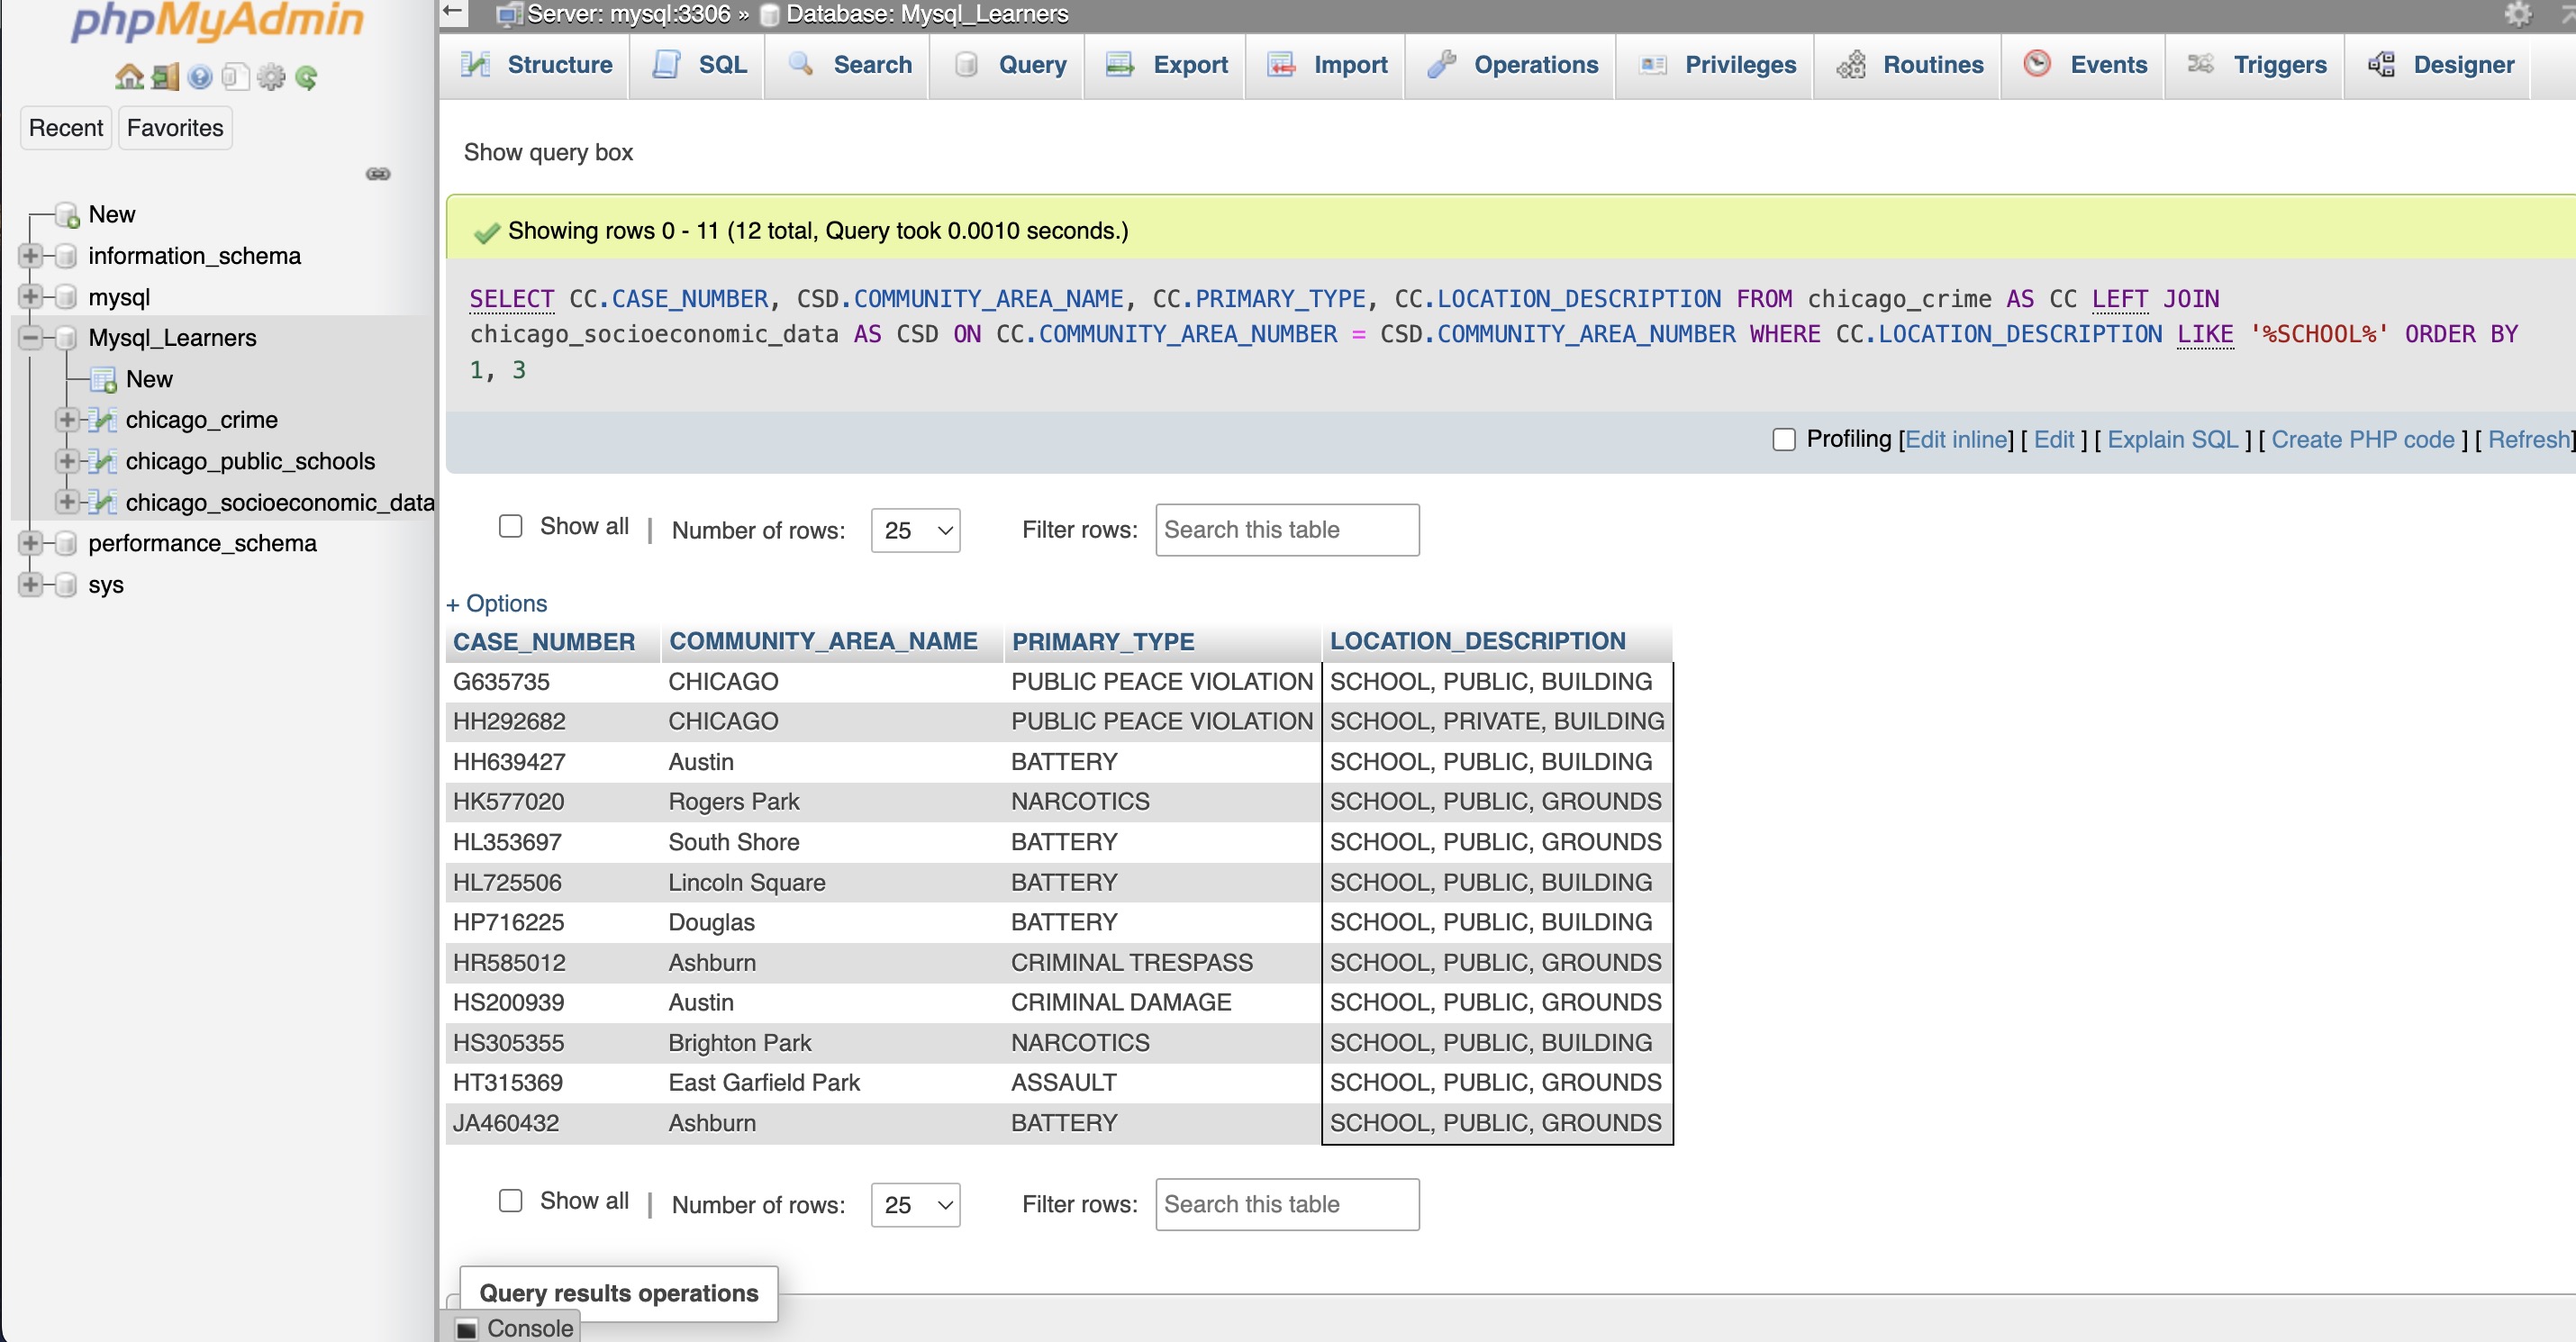 phpMyAdmin
Recent Favorites
New
information_schema
mysql
Mysql_Learners
New
chicago_crime
chicago_public_schools
chicago_socioeconomic_data
performance_schema
sys
Server: mysql:3306 » Database: Mysql_Learners
Structure SQL Search Query Export Import Operations Privileges Routines Events Triggers Designer
Show query box
Showing rows 0 - 11 (12 total, Query took 0.0010 seconds.)
SELECT CC.CASE_NUMBER, CSD.COMMUNITY_AREA_NAME, CC.PRIMARY_TYPE, CC.LOCATION_DESCRIPTION FROM chicago_crime AS CC LEFT JOIN
chicago_socioeconomic_data AS CSD ON CC.COMMUNITY_AREA_NUMBER = CSD.COMMUNITY_AREA_NUMBER WHERE CC.LOCATION_DESCRIPTION LIKE '%SCHOOL%' ORDER BY
1, 3
Profiling [Edit inline] [ Edit ] [ Explain SQL ] [ Create PHP code ] [ Refresh]
Show all | Number of rows: 25 Filter rows: Search this table
+ Options
CASE_NUMBER COMMUNITY_AREA_NAME PRIMARY_TYPE LOCATION_DESCRIPTION
G635735 CHICAGO PUBLIC PEACE VIOLATION SCHOOL, PUBLIC, BUILDING
HH292682 CHICAGO PUBLIC PEACE VIOLATION SCHOOL, PRIVATE, BUILDING
HH639427 Austin BATTERY SCHOOL, PUBLIC, BUILDING
HK577020 Rogers Park NARCOTICS SCHOOL, PUBLIC, GROUNDS
HL353697 South Shore BATTERY SCHOOL, PUBLIC, GROUNDS
HL725506 Lincoln Square BATTERY SCHOOL, PUBLIC, BUILDING
HP716225 Douglas BATTERY SCHOOL, PUBLIC, BUILDING
HR585012 Ashburn CRIMINAL TRESPASS SCHOOL, PUBLIC, GROUNDS
HS200939 Austin CRIMINAL DAMAGE SCHOOL, PUBLIC, GROUNDS
HS305355 Brighton Park NARCOTICS SCHOOL, PUBLIC, BUILDING
HT315369 East Garfield Park ASSAULT SCHOOL, PUBLIC, GROUNDS
JA460432 Ashburn BATTERY SCHOOL, PUBLIC, GROUNDS
Show all | Number of rows: 25 Filter rows: Search this table
Query results operations
Console